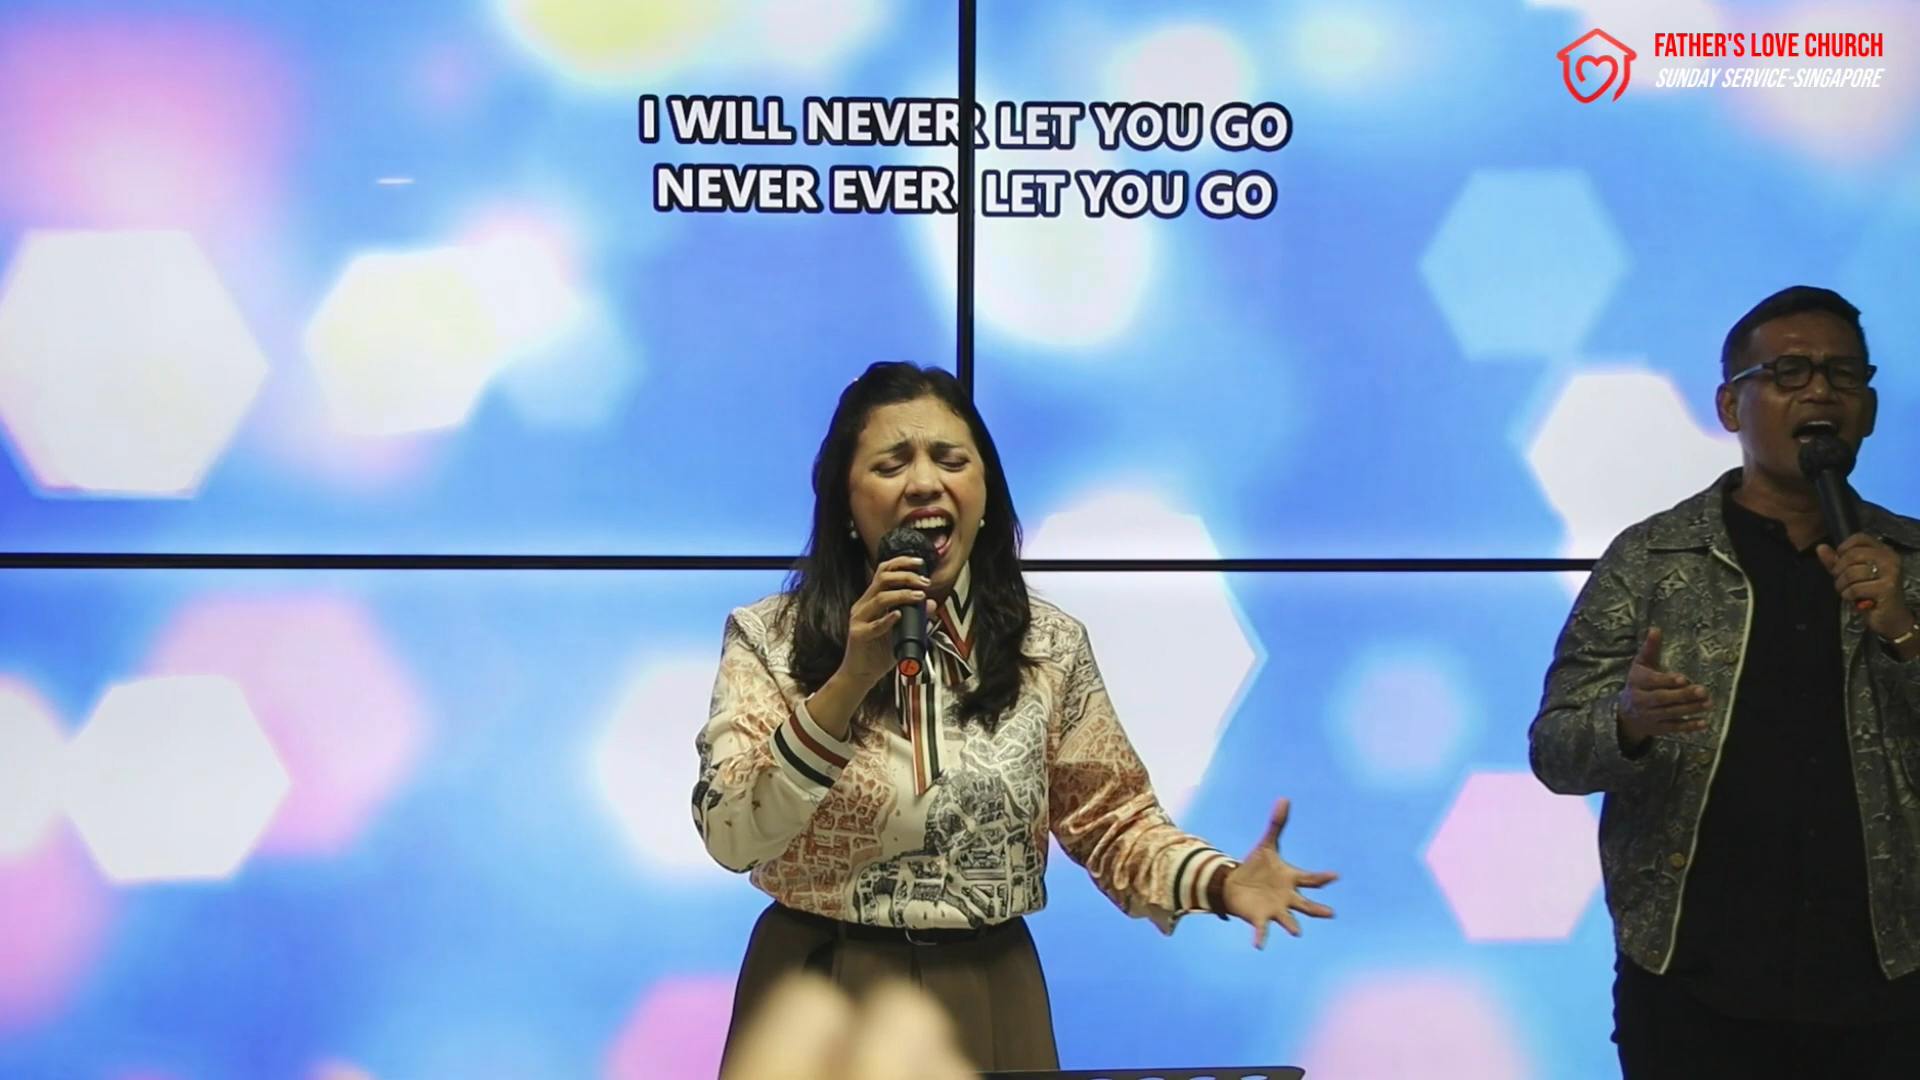 FATHER'S LOVE CHURCH
SUNDAY SERVICE-SINGAPORE
I WILL NEVER LET YOU GO
NEVER EVER LET YOU GO